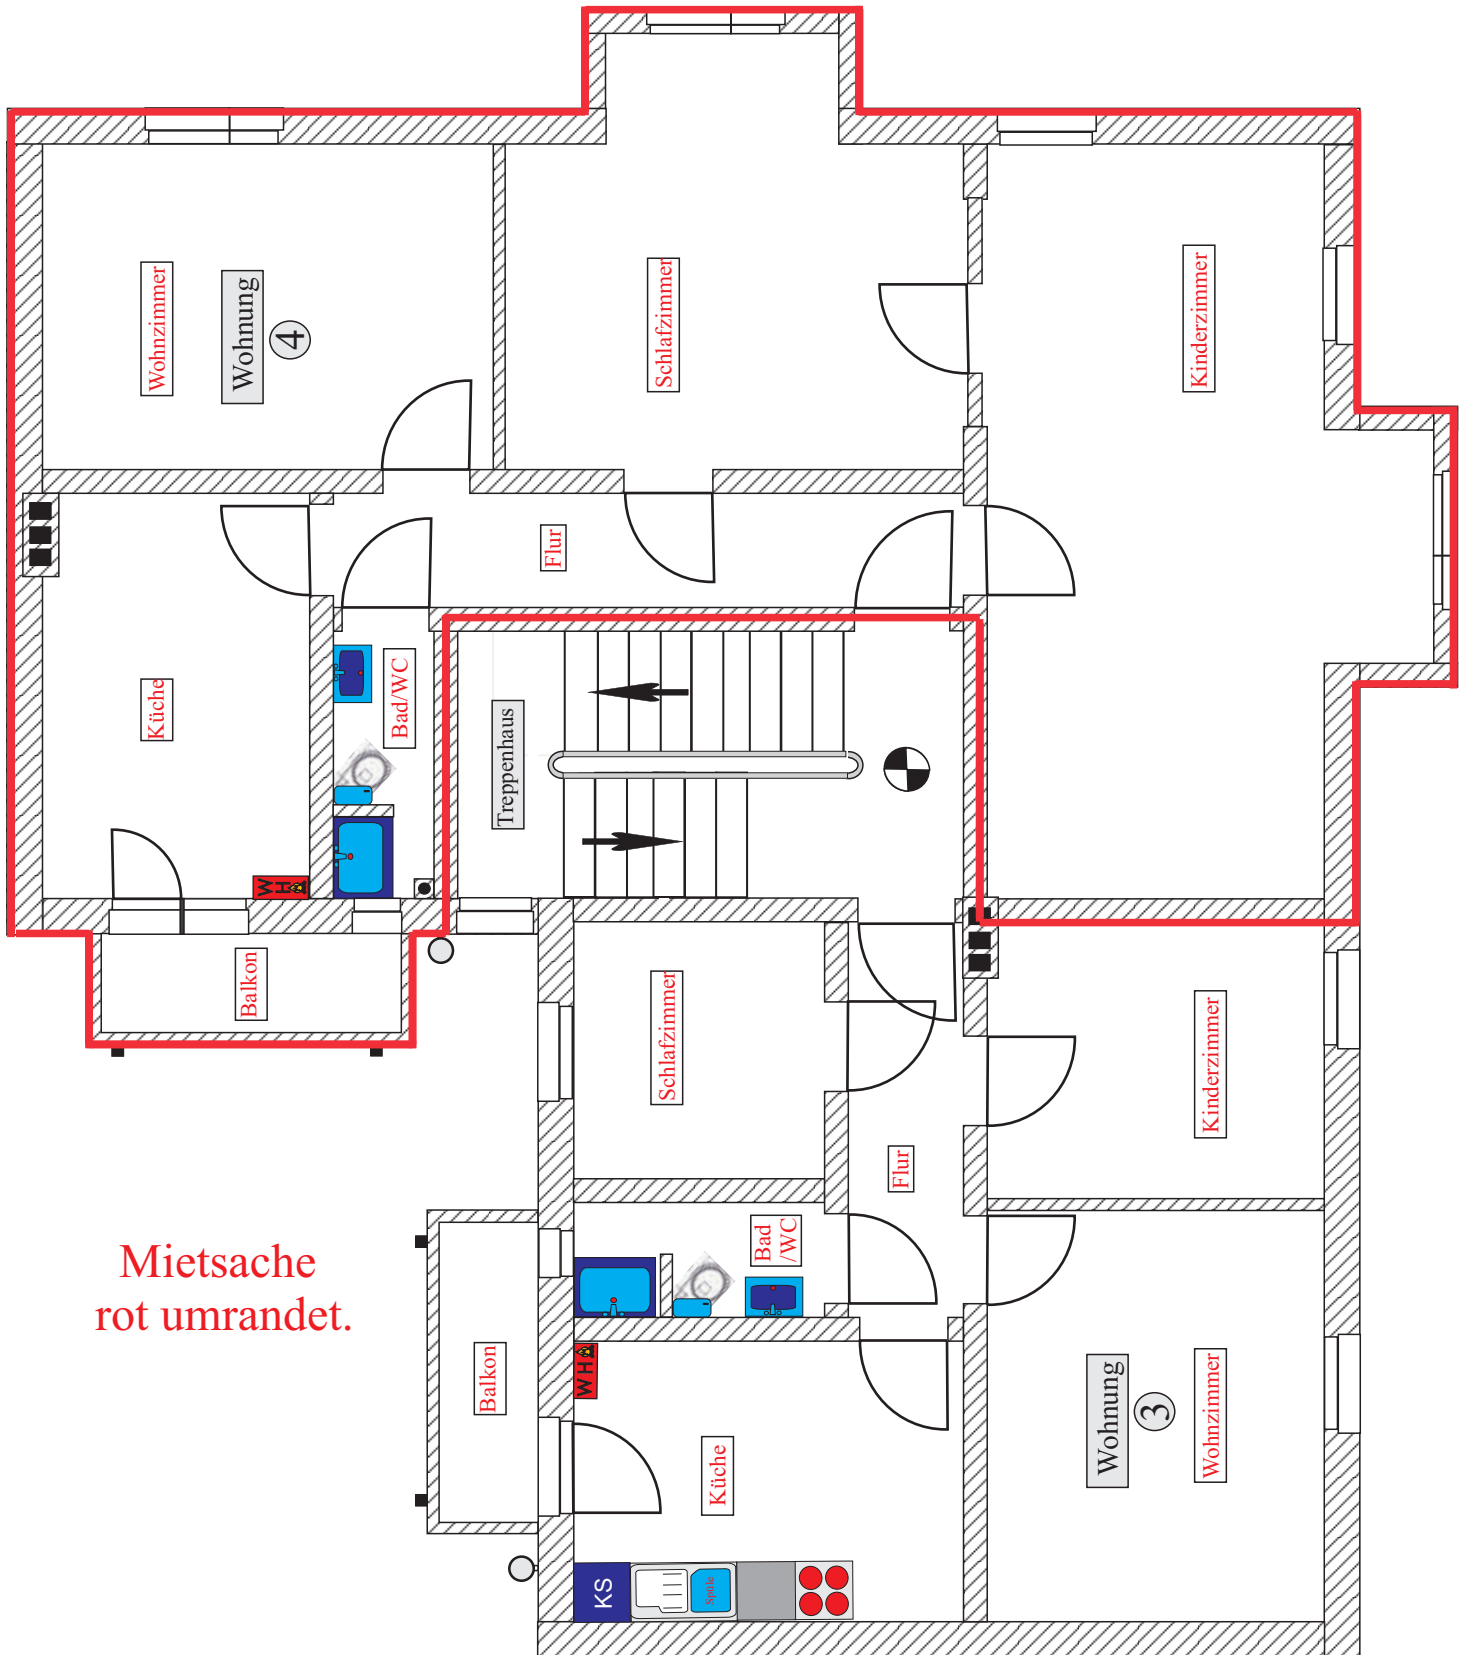 Wohnzimmer
Wohnung
4
Schlafzimmer
Kinderzimmer
Flur
Küche
Bad/WC
Treppenhaus
WH
Balkon
Schlafzimmer
Kinderzimmer
Flur
Bad
/WC
Mietsache
rot umrandet.
Balkon
WH
Küche
Wohnung
3
Wohnzimmer
KS
Spüle